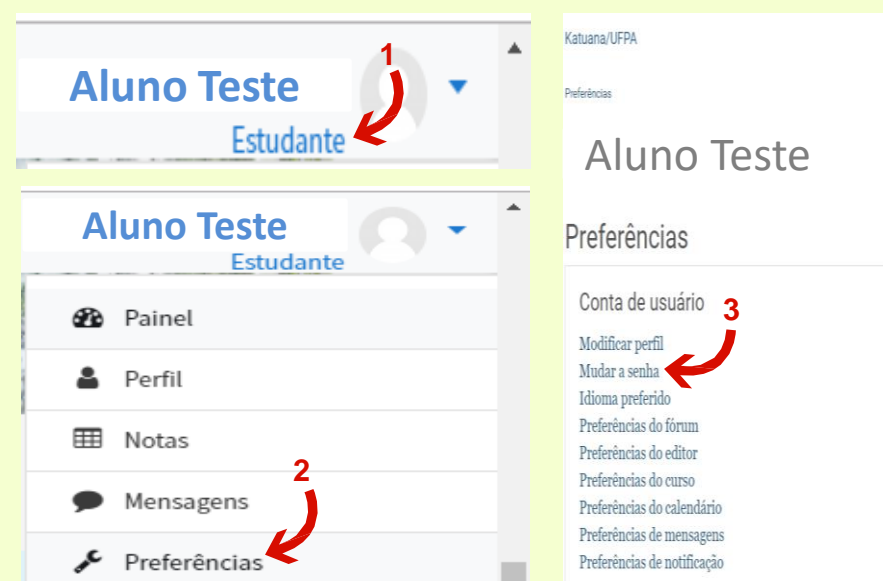 1
Aluno Teste
Estudante
Aluno Teste
Estudante
Painel
Perfil
Notas
2
Mensagens
Preferências
Katuana/UFPA
Preferências
Aluno Teste
Preferências
Conta de usuário
3
Modificar perfil
Mudar a senha
Idioma preferido
Preferências do fórum
Preferências do editor
Preferências do curso
Preferências do calendário
Preferências de mensagens
Preferências de notificação